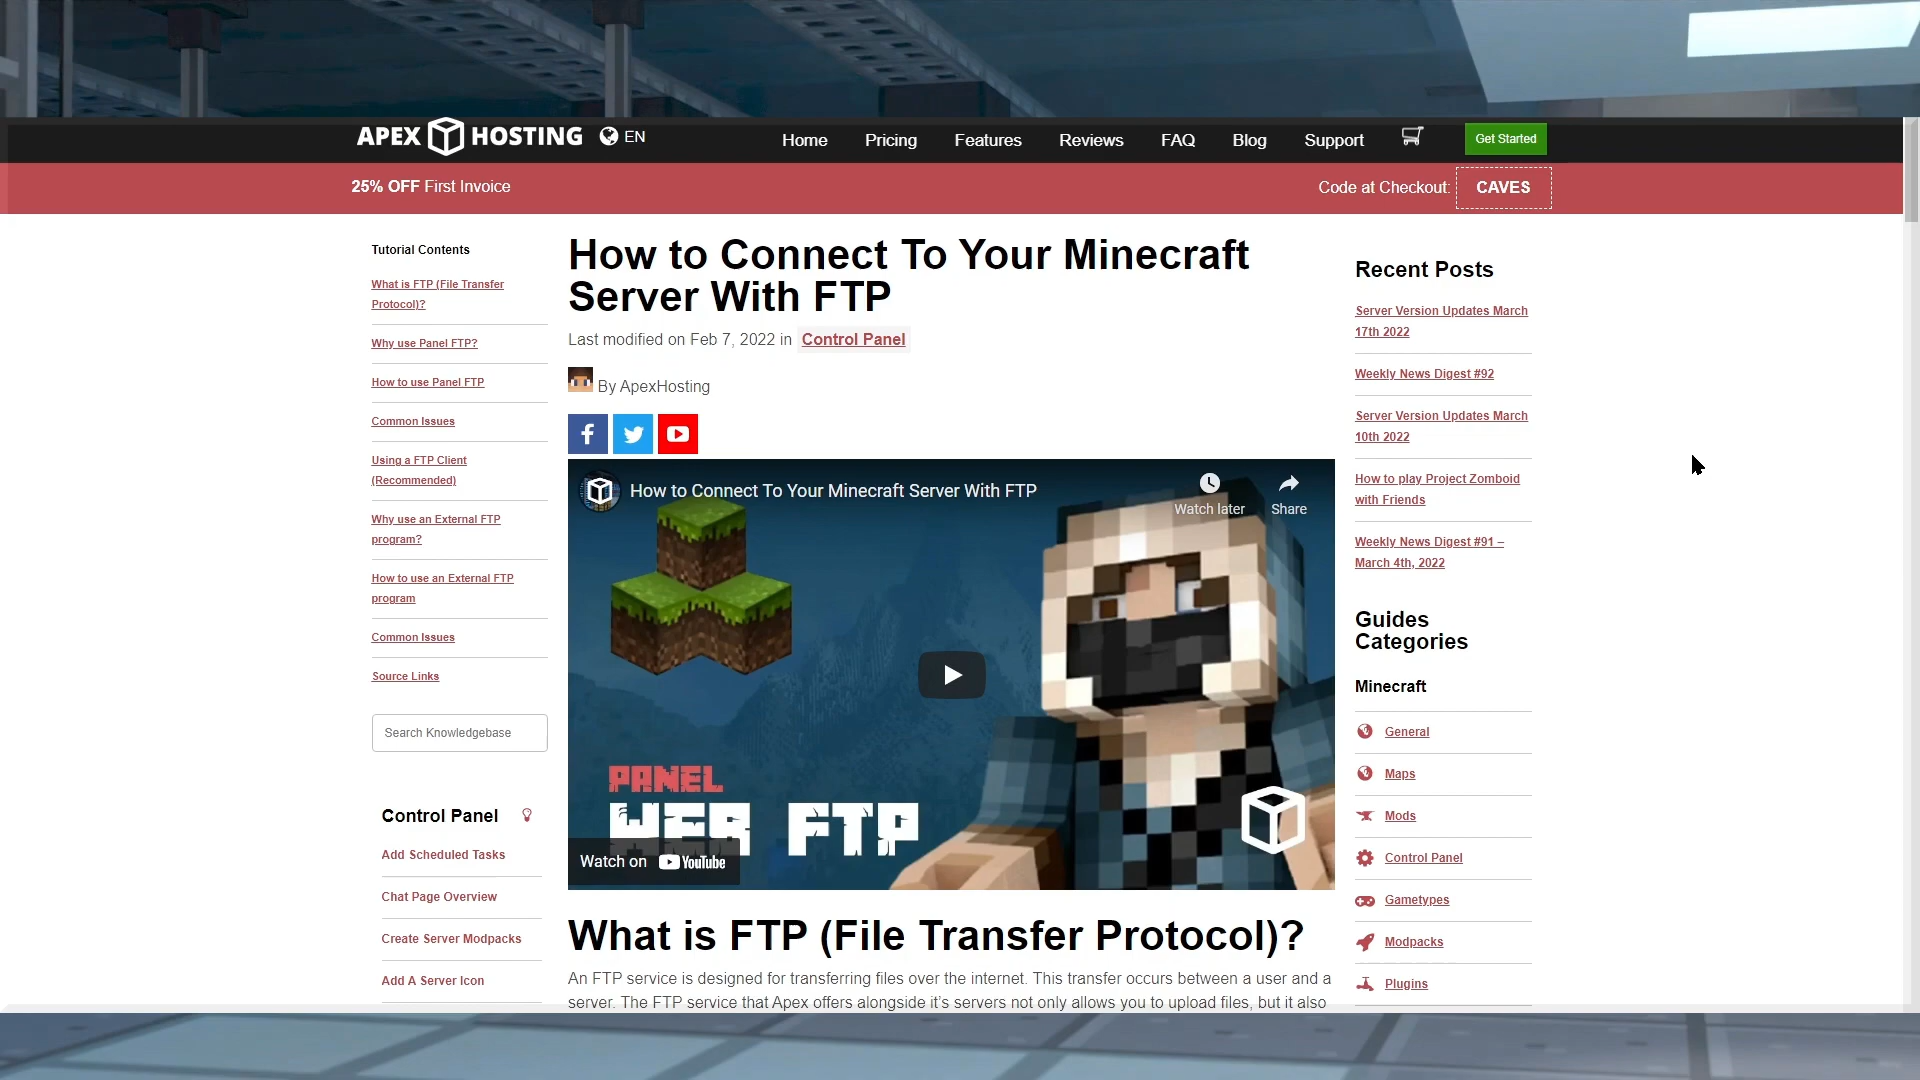 APEX HOSTING EN Home Pricing Features Reviews FAQ Blog Support Get Started
25% OFF First Invoice Code at Checkout: CAVES
Tutorial Contents
What is FTP (File Transfer
Protocol)?
Why use Panel FTP?
How to use Panel FTP
Common Issues
Using a FTP Client
(Recommended)
Why use an External FTP
program?
How to use an External FTP
program
Common Issues
Source Links
Search Knowledgebase
Control Panel
Add Scheduled Tasks
Chat Page Overview
Create Server Modpacks
Add A Server Icon
How to Connect To Your Minecraft
Server With FTP
Last modified on Feb 7, 2022 in Control Panel
By ApexHosting
How to Connect To Your Minecraft Server With FTP
Watch later Share
PANEL
WEB FTP
Watch on YouTube
What is FTP (File Transfer Protocol)?
An FTP service is designed for transferring files over the internet. This transfer occurs between a user and a
server. The FTP service that Apex offers alongside it's servers not only allows you to upload files, but it also
Recent Posts
Server Version Updates March
17th 2022
Weekly News Digest #92
Server Version Updates March
10th 2022
How to play Project Zomboid
with Friends
Weekly News Digest #91 –
March 4th, 2022
Guides
Categories
Minecraft
General
Maps
Mods
Control Panel
Gametypes
Modpacks
Plugins